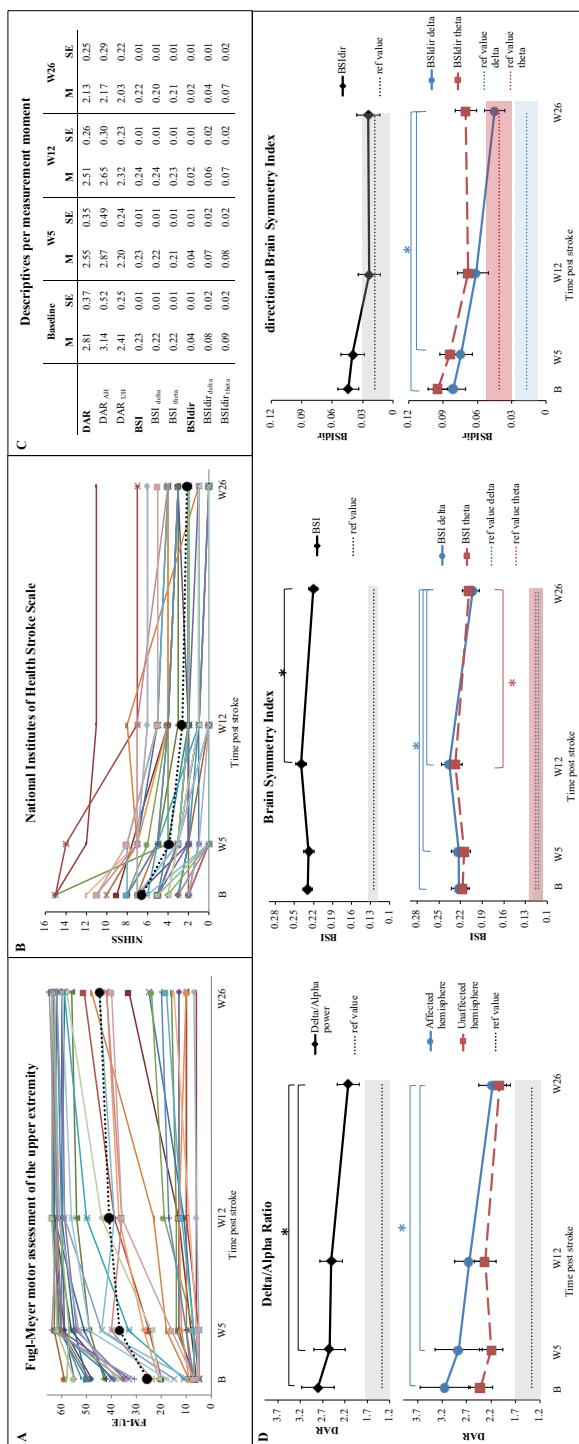 A
Fugl-Meyer motor assessment of the upper extremity
FM-UE
60
50
40
30
20
10
0
B
W5
W12
W26
Time post stroke
B
National Institutes of Health Stroke Scale
NIHSS
16
14
12
10
8
6
4
2
0
B
W5
W12
W26
Time post stroke
C
Descriptives per measurement moment
Baseline W5 W12 W26
M SE M SE M SE M SE
DAR 2.81 0.37 2.55 0.35 2.51 0.26 2.13 0.25
DAR AH 3.14 0.52 2.87 0.49 2.65 0.30 2.17 0.29
DAR UH 2.41 0.25 2.20 0.24 2.32 0.23 2.03 0.22
BSI 0.23 0.01 0.23 0.01 0.24 0.01 0.22 0.01
BSI delta 0.22 0.01 0.22 0.01 0.24 0.01 0.20 0.01
BSI theta 0.22 0.01 0.21 0.01 0.23 0.01 0.21 0.01
BSIdir 0.04 0.01 0.04 0.01 0.02 0.01 0.02 0.01
BSIdir delta 0.08 0.02 0.07 0.02 0.06 0.02 0.04 0.01
BSIdir theta 0.09 0.02 0.08 0.02 0.07 0.02 0.07 0.02
D
Delta/Alpha Ratio
DAR
3.7
3.2
2.7
2.2
1.7
1.2
*
Delta/Alpha power
ref value
DAR
3.7
3.2
2.7
2.2
1.7
1.2
*
B
W5
W12
W26
Time post stroke
Affected hemisphere
Unaffected hemisphere
ref value
Brain Symmetry Index
BSI
0.28
0.25
0.22
0.19
0.16
0.13
0.1
*
BSI
ref value
BSI
0.28
0.25
0.22
0.19
0.16
0.13
0.1
*
*
B
W5
W12
W26
Time post stroke
BSI delta
BSI theta
ref value delta
ref value theta
directional Brain Symmetry Index
BSIdir
0.12
0.09
0.06
0.03
0
BSIdir
ref value
BSIdir
0.12
0.09
0.06
0.03
0
*
B
W5
W12
W26
Time post stroke
BSIdir delta
BSIdir theta
ref value delta
ref value theta